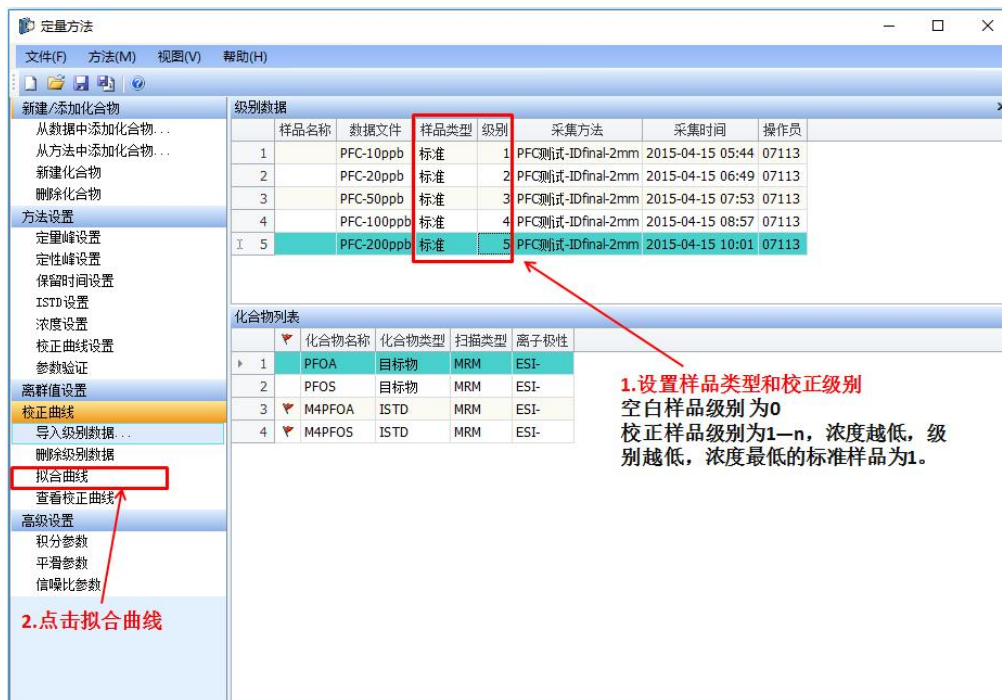 定量方法
文件(F) 方法(M) 视图(V) 帮助(H)
新建/添加化合物
从数据中添加化合物...
从方法中添加化合物...
新建化合物
删除化合物
方法设置
定量峰设置
定性峰设置
保留时间设置
ISTD设置
浓度设置
校正曲线设置
参数验证
离群值设置
校正曲线
导入级别数据...
删除级别数据
拟合曲线
查看校正曲线
高级设置
积分参数
平滑参数
信噪比参数
2.点击拟合曲线
级别数据
样品名称 数据文件 样品类型 级别 采集方法 采集时间 操作员
1 PFC-10ppb 标准 1 PFC测试-IDfinal-2mm 2015-04-15 05:44 07113
2 PFC-20ppb 标准 2 PFC测试-IDfinal-2mm 2015-04-15 06:49 07113
3 PFC-50ppb 标准 3 PFC测试-IDfinal-2mm 2015-04-15 07:53 07113
4 PFC-100ppb 标准 4 PFC测试-IDfinal-2mm 2015-04-15 08:57 07113
5 PFC-200ppb 标准 5 PFC测试-IDfinal-2mm 2015-04-15 10:01 07113
化合物列表
化合物名称 化合物类型 扫描类型 离子极性
1 PFOA 目标物 MRM ESI-
2 PFOS 目标物 MRM ESI-
3 M4PFOA ISTD MRM ESI-
4 M4PFOS ISTD MRM ESI-
1.设置样品类型和校正级别
空白样品级别为0
校正样品级别为1—n，浓度越低，级
别越低，浓度最低的标准样品为1。